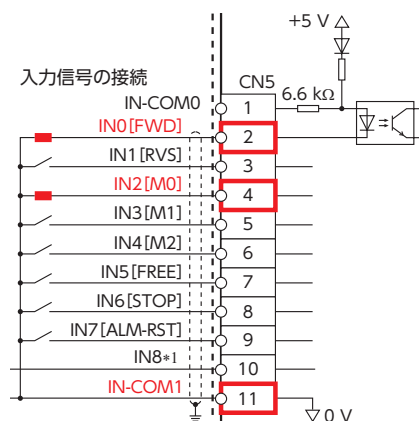 +5 V
入力信号の接続
CN5
IN-COM0 1 6.6 kΩ
IN0[FWD] 2
IN1[RVS] 3
IN2[M0] 4
IN3[M1] 5
IN4[M2] 6
IN5[FREE] 7
IN6[STOP] 8
IN7[ALM-RST] 9
IN8*1 10
IN-COM1 11
0 V